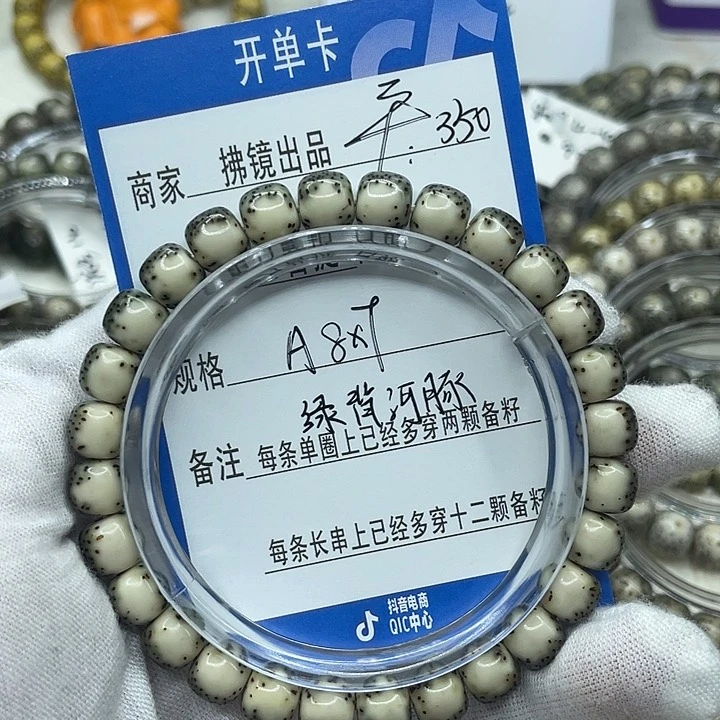 开单卡
商家 拂镜出品 : 350
规格 A 8×7
绿背河豚
备注 每条单圈上已经多穿两颗备籽
每条长串上已经多穿十二颗备籽
抖音电商
QIC中心